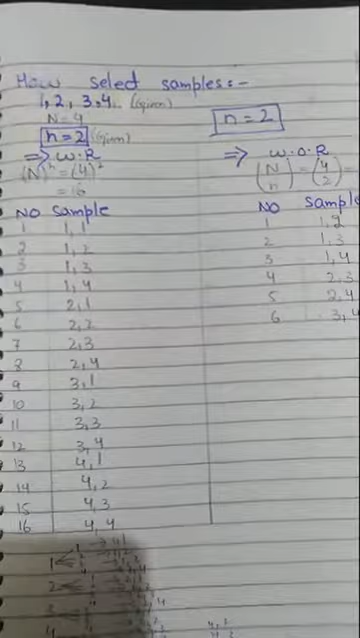 How select samples:-
1, 2, 3, 4. (Given)
N = 4
n = 2 (Given)
n = 2
=> W.R
(N)^n = (4)^2
= 16
NO Sample
1 1, 1
2 1, 2
3 1, 3
4 1, 4
5 2, 1
6 2, 2
7 2, 3
8 2, 4
9 3, 1
10 3, 2
11 3, 3
12 3, 4
13 4, 1
14 4, 2
15 4, 3
16 4, 4
=> W.O.R
(N n) = (4 2) =
NO Sample
1 1, 2
2 1, 3
3 1, 4
4 2, 3
5 2, 4
6 3, 4